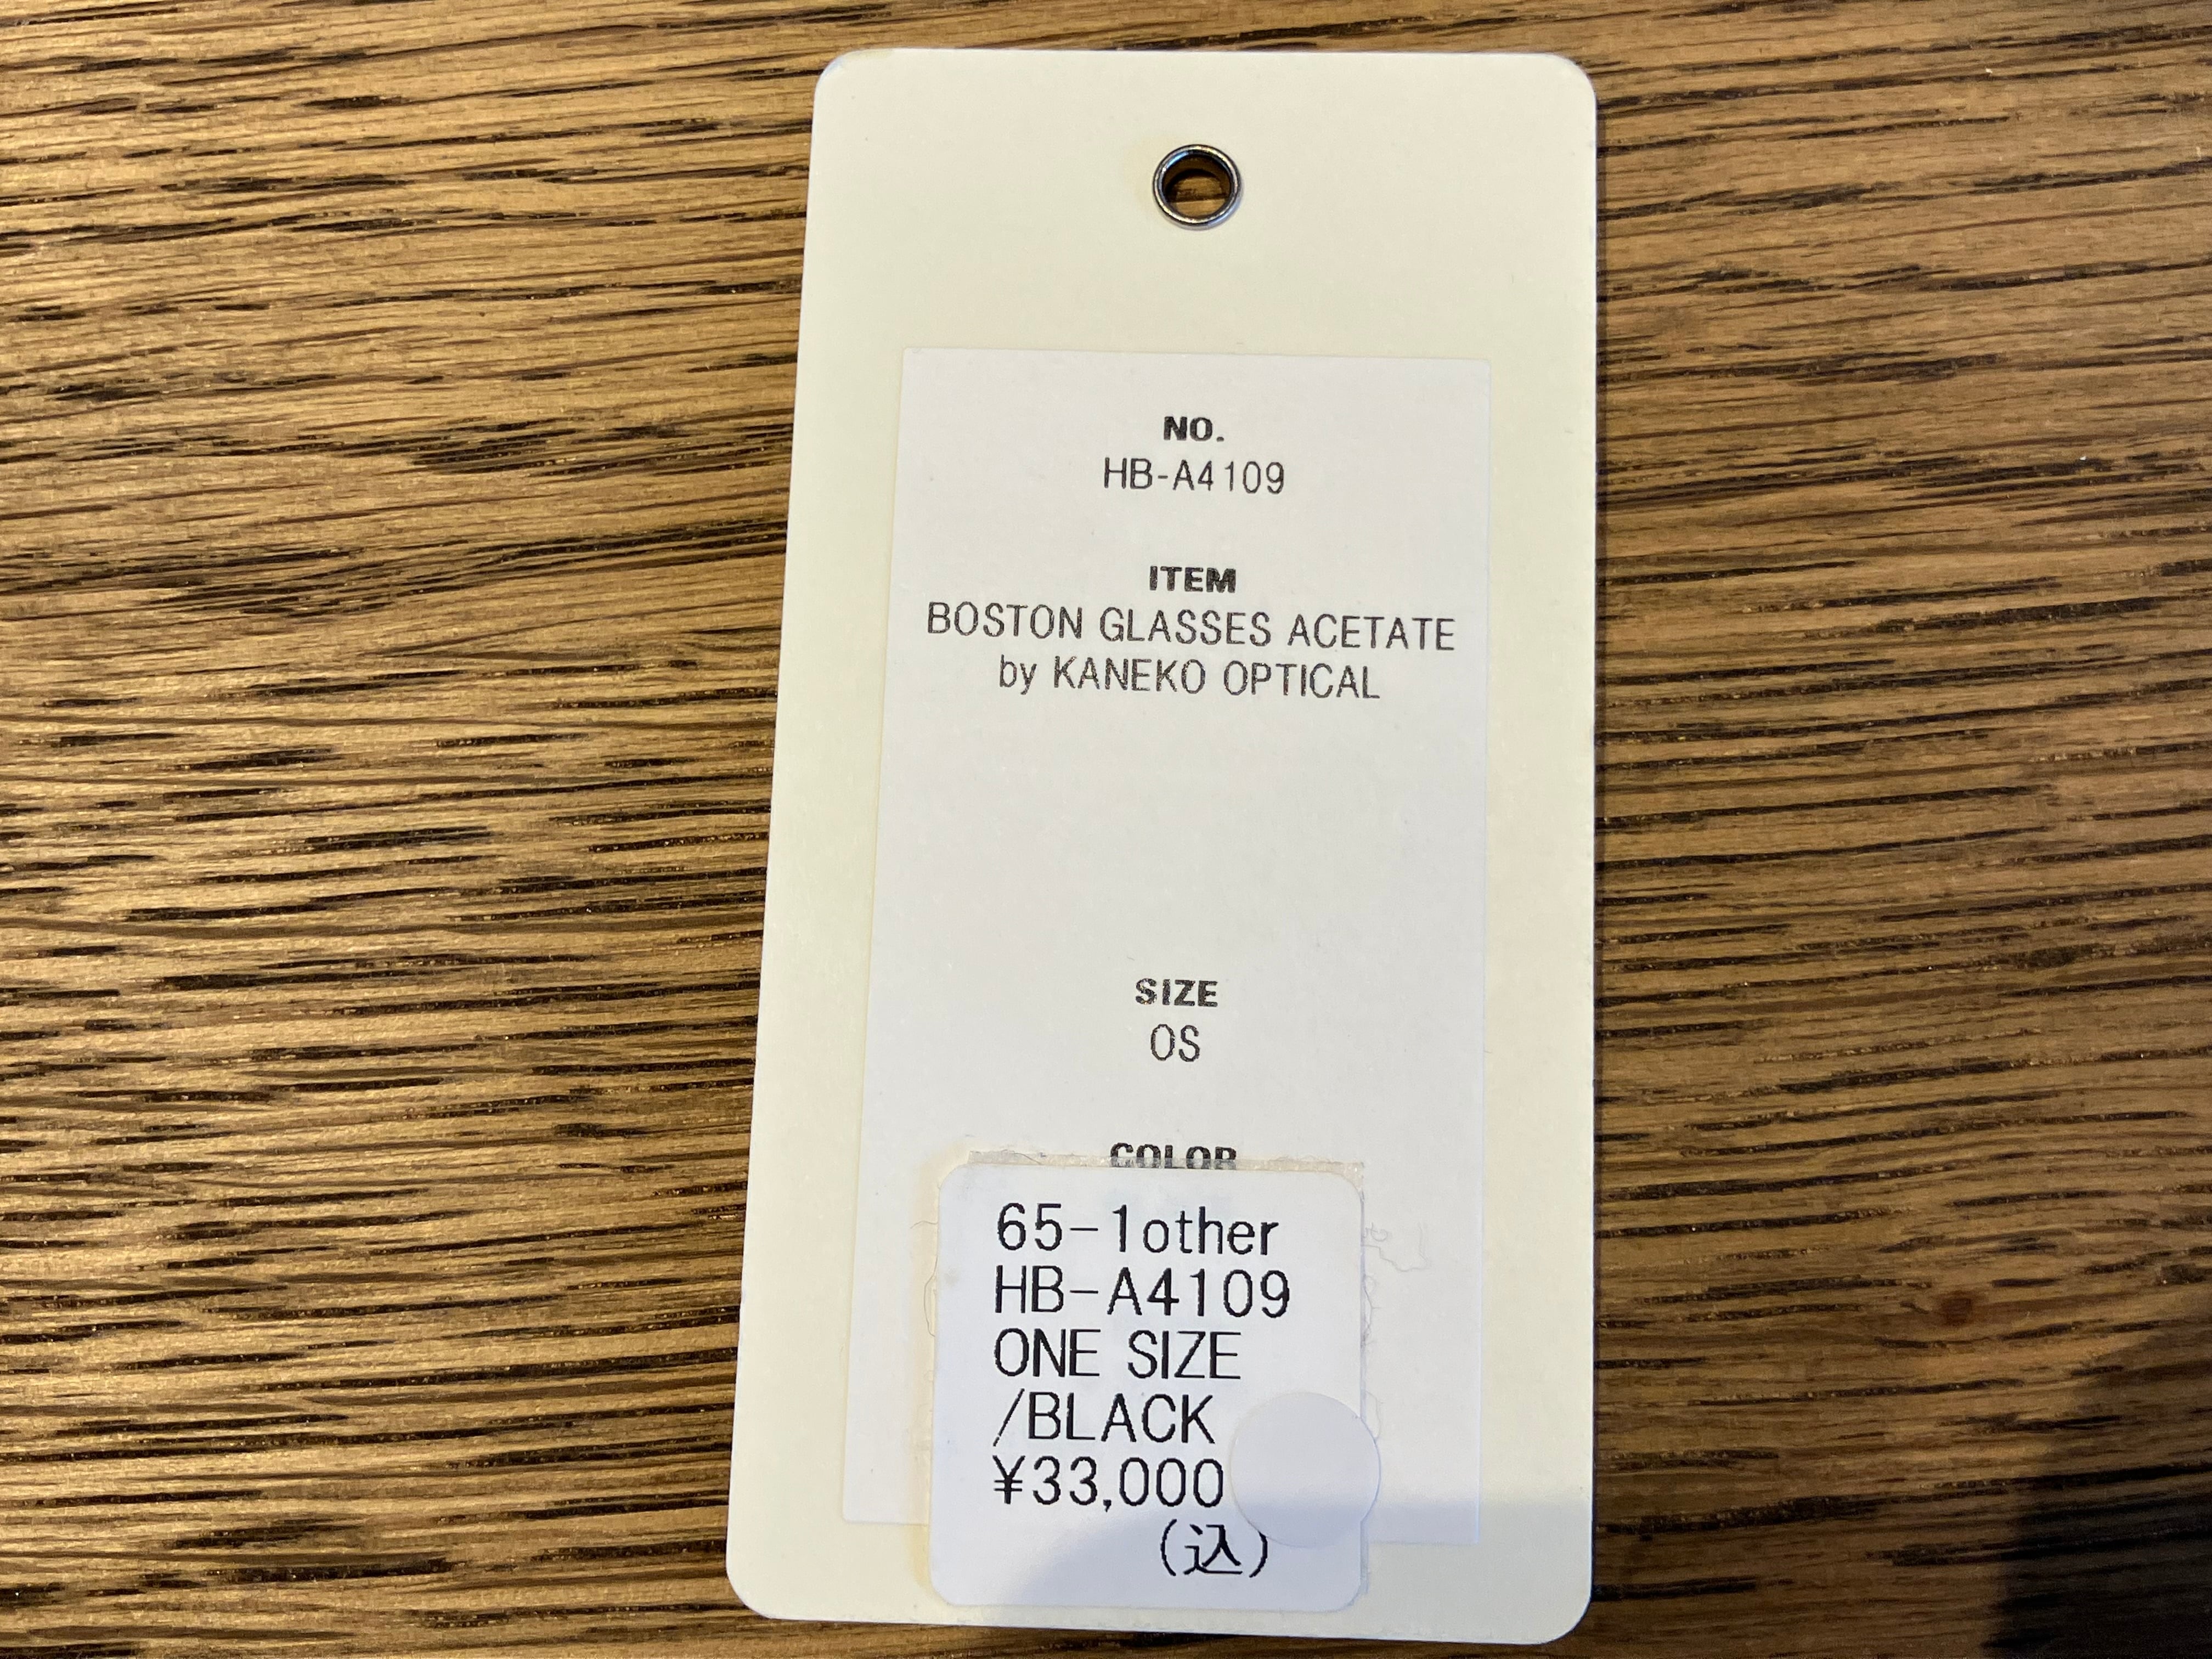 NO.
HB-A4109
ITEM
BOSTON GLASSES ACETATE
by KANEKO OPTICAL
SIZE
OS
COLOR
65-1other
HB-A4109
ONE SIZE
/BLACK
¥33,000
(込)